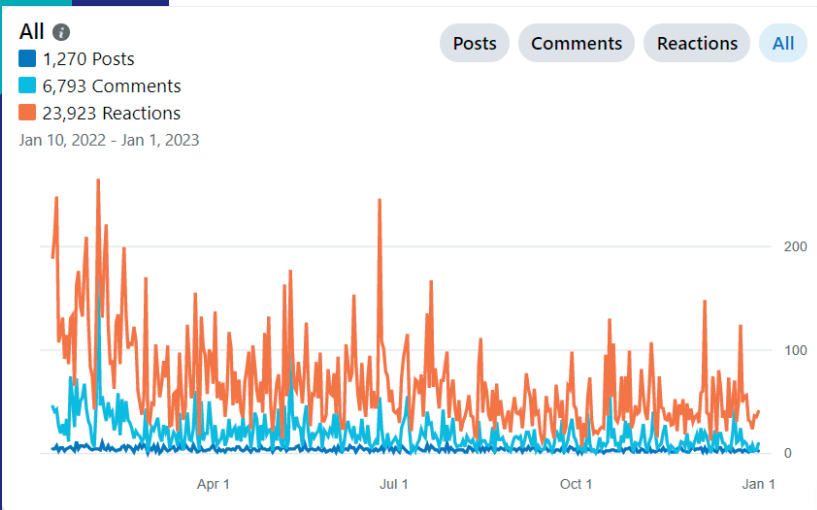 All
1,270 Posts
6,793 Comments
23,923 Reactions
Jan 10, 2022 - Jan 1, 2023
Posts Comments Reactions All
200
100
0
Apr 1 Jul 1 Oct 1 Jan 1